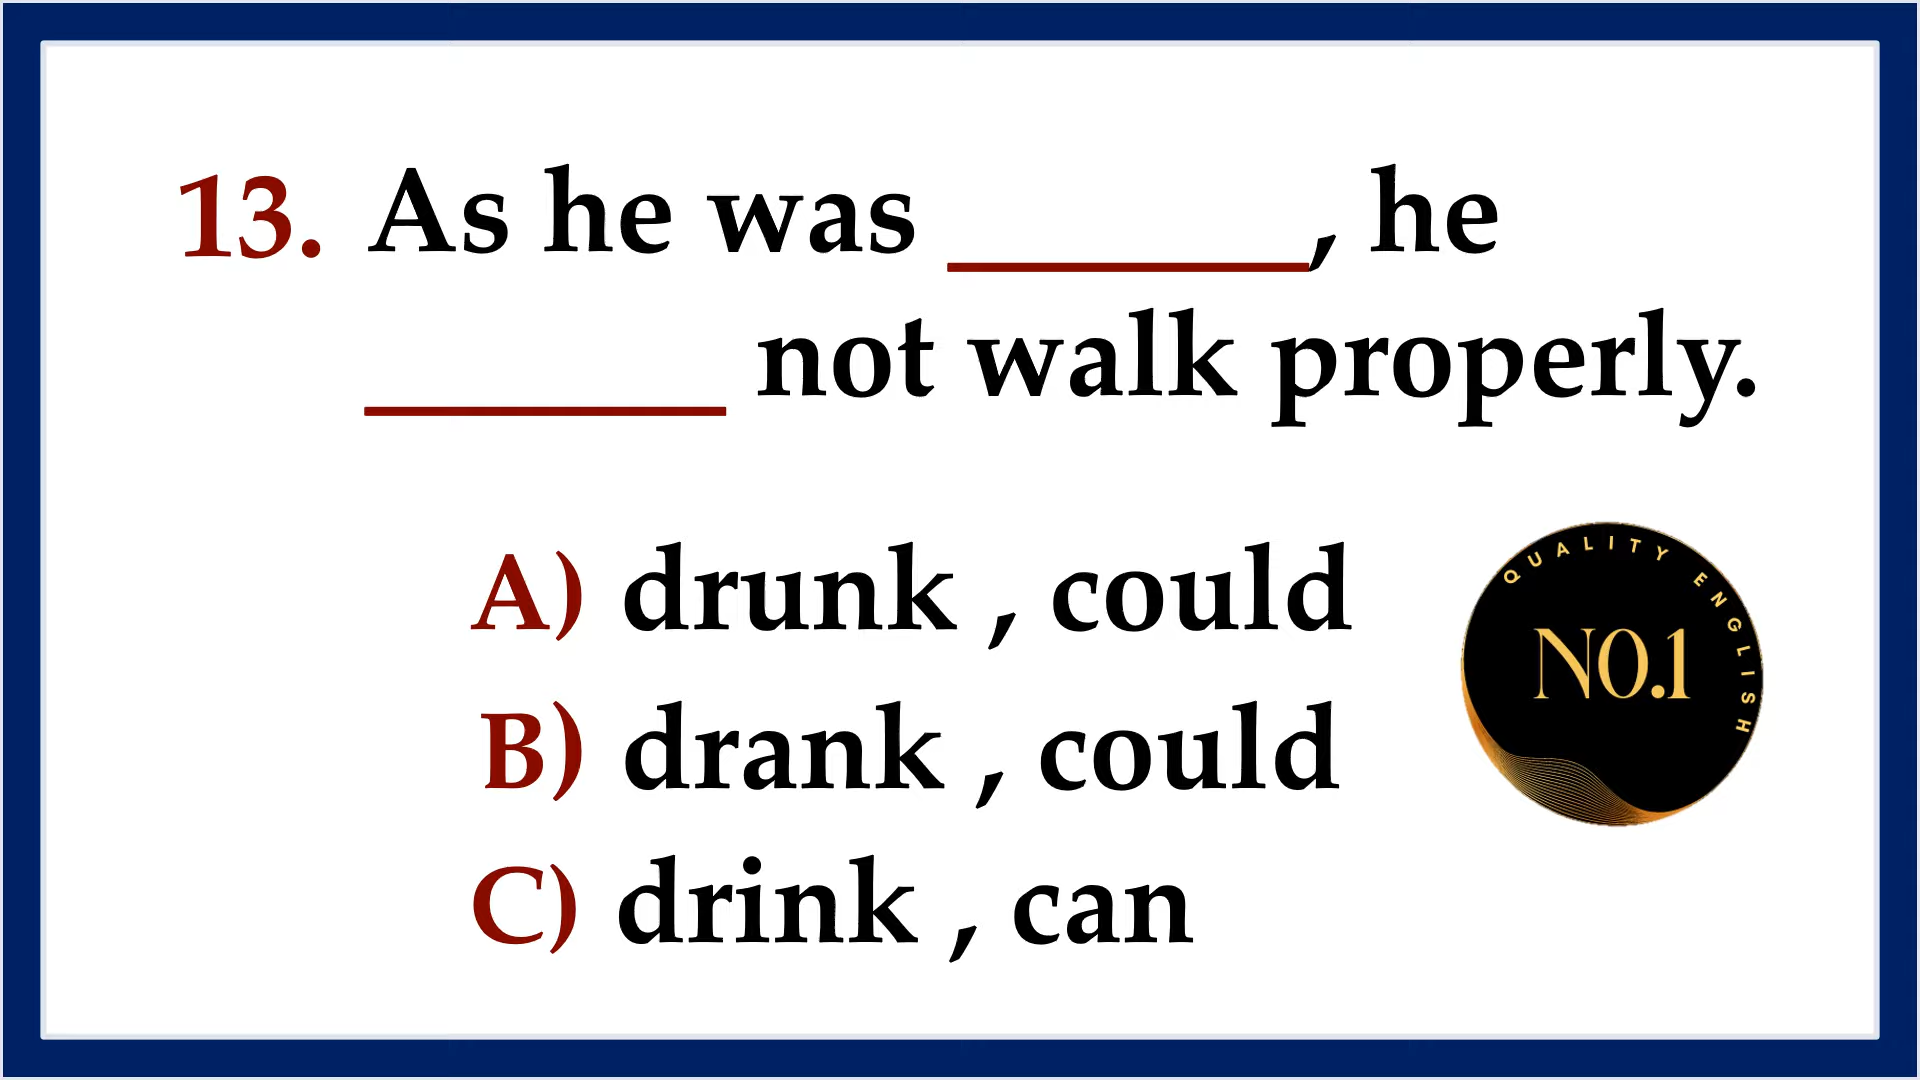 13. As he was ______, he
______ not walk properly.
A) drunk , could
B) drank , could
C) drink , can
QUALITY ENGLISH
NO.1